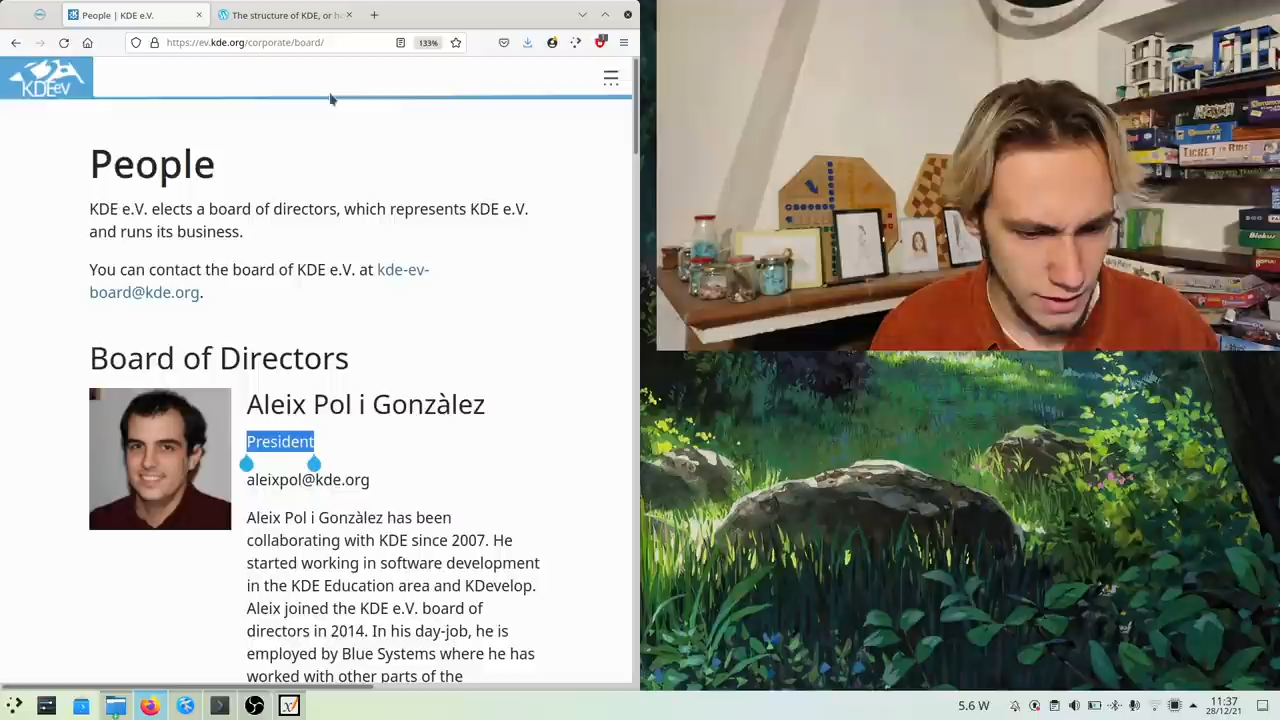 People | KDE e.V.
The structure of KDE, or h
https://ev.kde.org/corporate/board/
133%
KDE eV
People
KDE e.V. elects a board of directors, which represents KDE e.V.
and runs its business.
You can contact the board of KDE e.V. at kde-ev-
board@kde.org.
Board of Directors
Aleix Pol i Gonzàlez
President
aleixpol@kde.org
Aleix Pol i Gonzàlez has been
collaborating with KDE since 2007. He
started working in software development
in the KDE Education area and KDevelop.
Aleix joined the KDE e.V. board of
directors in 2014. In his day-job, he is
employed by Blue Systems where he has
worked with other parts of the
TICKET TO RIDE
Blokus
5.6 W
11:37
28/12/21